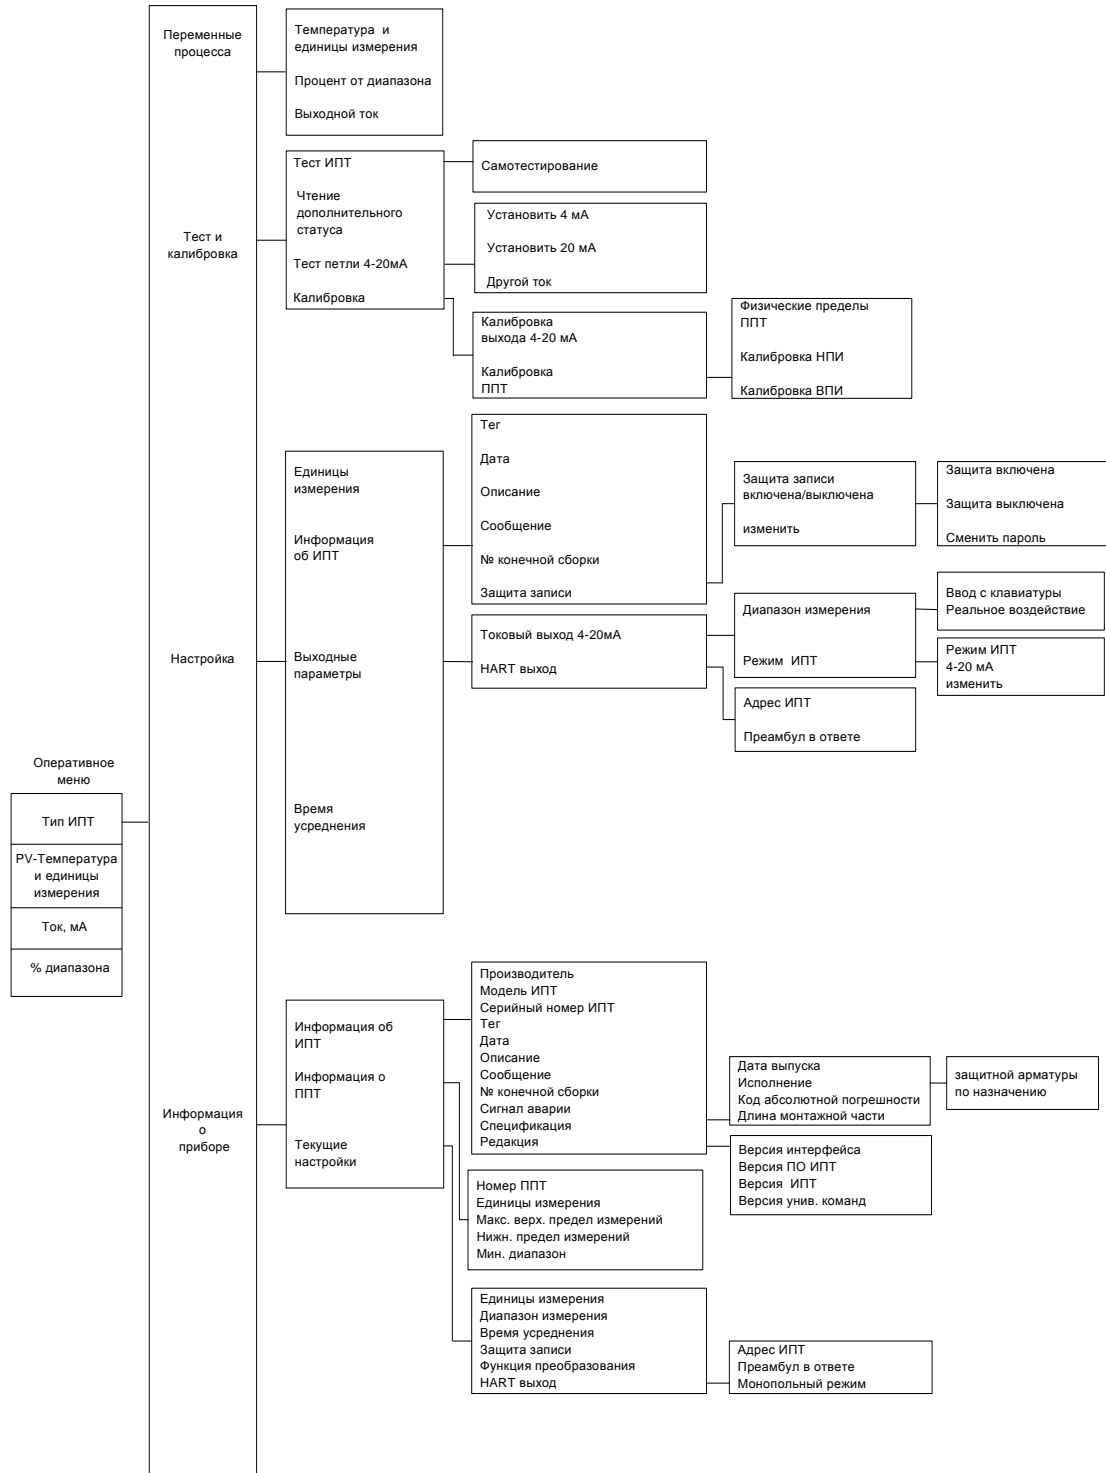 Переменные
процесса
Температура и
единицы измерения
Процент от диапазона
Выходной ток
Тест и
калибровка
Тест ИПТ
Чтение
дополнительного
статуса
Тест петли 4-20мА
Калибровка
Самотестирование
Установить 4 мА
Установить 20 мА
Другой ток
Калибровка
выхода 4-20 мА
Калибровка
ППТ
Физические пределы
ППТ
Калибровка НПИ
Калибровка ВПИ
Настройка
Единицы
измерения
Информация
об ИПТ
Выходные
параметры
Время
усреднения
Тег
Дата
Описание
Сообщение
№ конечной сборки
Защита записи
Защита записи
включена/выключена
изменить
Защита включена
Защита выключена
Сменить пароль
Токовый выход 4-20мА
HART выход
Диапазон измерения
Режим ИПТ
Ввод с клавиатуры
Реальное воздействие
Режим ИПТ
4-20 мА
изменить
Адрес ИПТ
Преамбул в ответе
Оперативное
меню
Тип ИПТ
PV-Температура
и единицы
измерения
Ток, мА
% диапазона
Информация
о
приборе
Информация об
ИПТ
Информация о
ППТ
Текущие
настройки
Производитель
Модель ИПТ
Серийный номер ИПТ
Тег
Дата
Описание
Сообщение
№ конечной сборки
Сигнал аварии
Спецификация
Редакция
Дата выпуска
Исполнение
Код абсолютной погрешности
Длина монтажной части
защитной арматуры
по назначению
Версия интерфейса
Версия ПО ИПТ
Версия ИПТ
Версия унив. команд
Номер ППТ
Единицы измерения
Макс. верх. предел измерений
Нижн. предел измерений
Мин. диапазон
Единицы измерения
Диапазон измерения
Время усреднения
Защита записи
Функция преобразования
HART выход
Адрес ИПТ
Преамбул в ответе
Монопольный режим